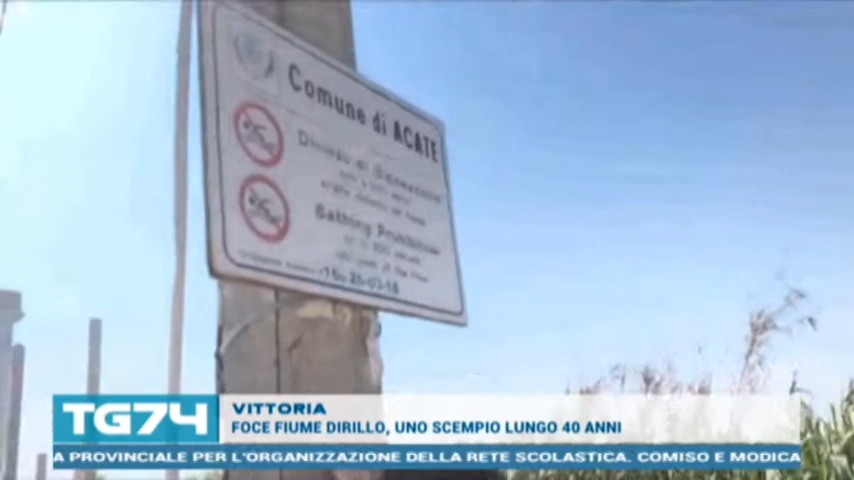 Comune di ACATE
Divieto di Balneazione
Bathing Prohibition
TG74
VITTORIA
FOCE FIUME DIRILLO, UNO SCEMPIO LUNGO 40 ANNI
A PROVINCIALE PER L'ORGANIZZAZIONE DELLA RETE SCOLASTICA. COMISO E MODICA